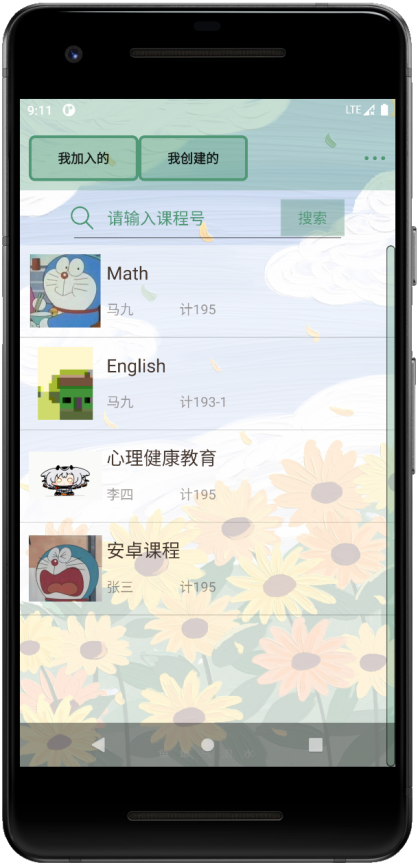 9:11 LTE
我加入的 我创建的
请输入课程号 搜索
Math
马九 计195
English
马九 计193-1
心理健康教育
李四 计195
安卓课程
张三 计195